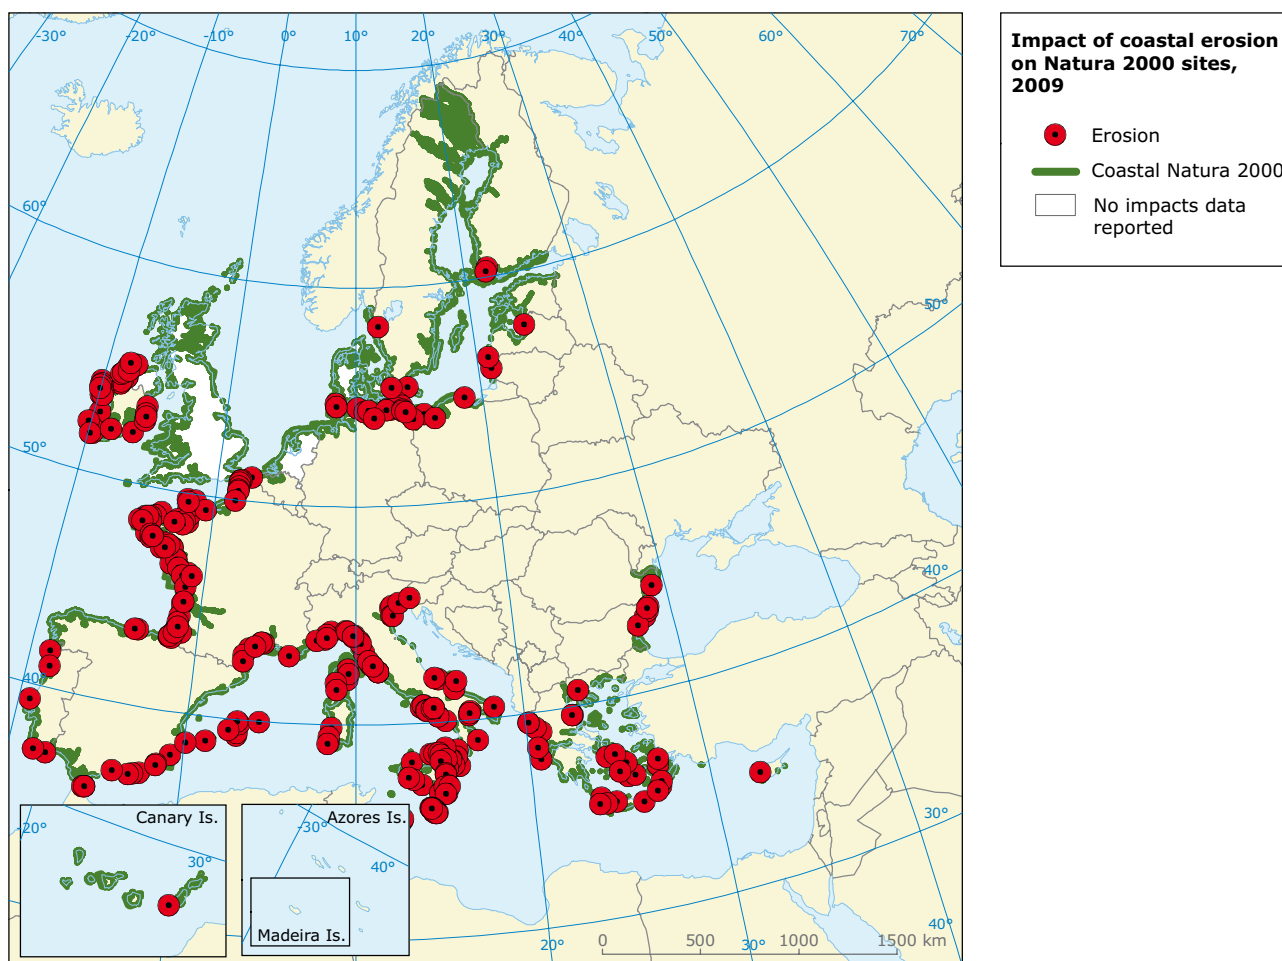 -30°
-20°
-10°
0°
10°
20°
30°
40°
50°
60°
70°
60°
50°
50°
40°
40°
30°
40°
20°
30°
Canary Is.
-20°
30°
Azores Is.
-30°
40°
Madeira Is.
0
500
1000
1500 km
Impact of coastal erosion
on Natura 2000 sites,
2009
Erosion
Coastal Natura 2000
No impacts data
reported